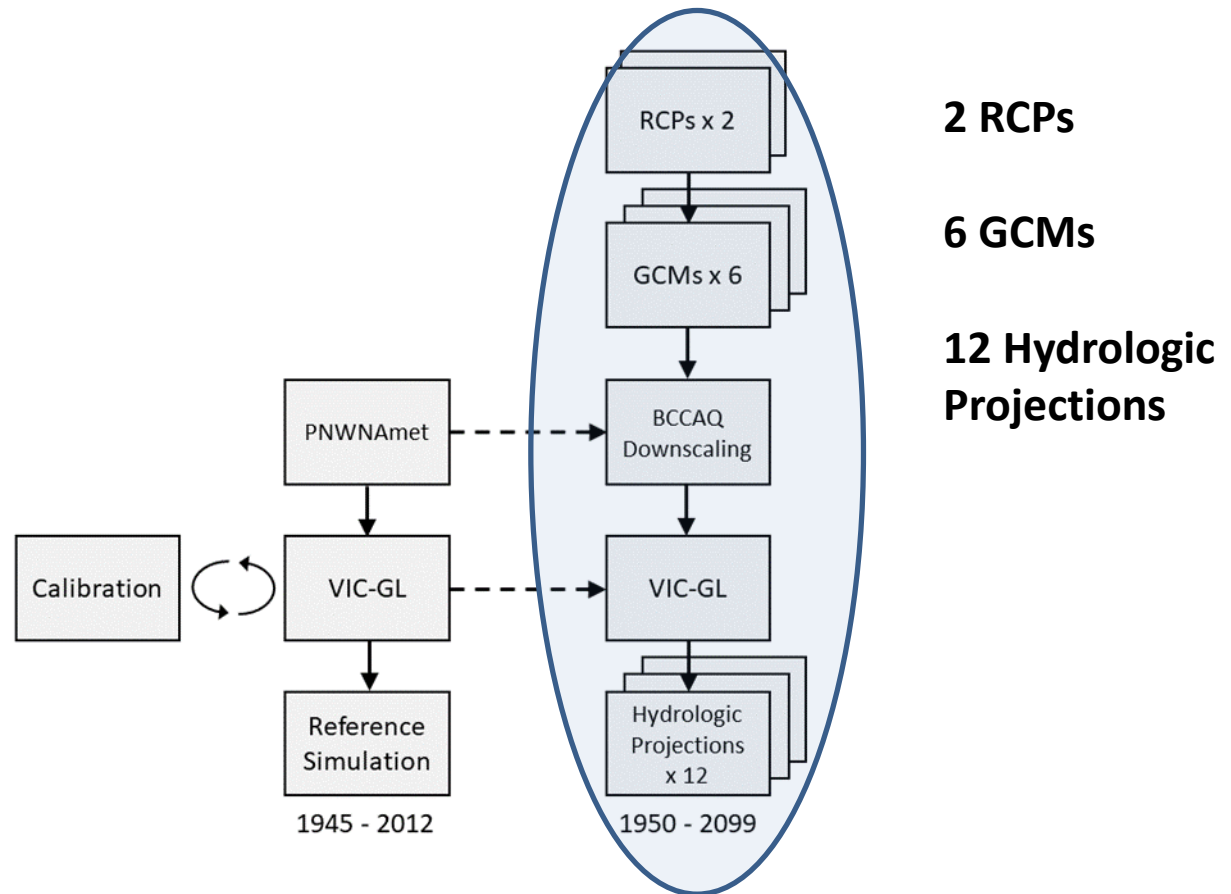 RCPs x 2
GCMs x 6
PNWNAmet
BCCAQ
Downscaling
Calibration
VIC-GL
VIC-GL
Reference
Simulation
Hydrologic
Projections
x 12
1945 - 2012
1950 - 2099
2 RCPs
6 GCMs
12 Hydrologic
Projections